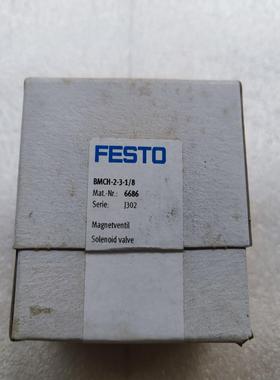 FESTO
BMCH-2-3-1/8
Mat.-Nr.: 6686
Serie: J302
Magnetventil
Solenoid valve